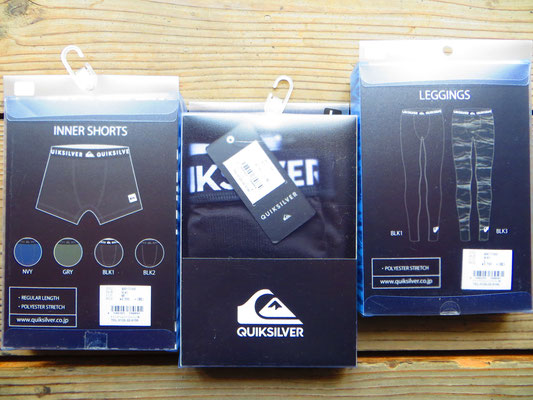 INNER SHORTS
QUIKSILVER QUIKSILVER
NVY
GRY
BLK1
BLK2
・REGULAR LENGTH
・POLYESTER STRETCH
www.quiksilver.co.jp
IKSILVER
QUIKSILVER
QUIKSILVER
LEGGINGS
BLK1
BLK3
・POLYESTER STRETCH
www.quiksilver.co.jp